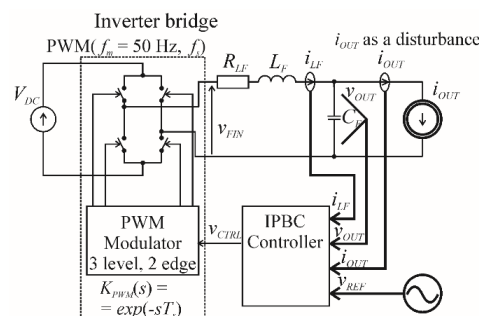 Inverter bridge
PWM(fm = 50 Hz, fs)
iOUT as a disturbance
RLF
LF
iLF
iOUT
VDC
vFIN
CF
vOUT
iOUT
iLF
vOUT
iOUT
vREF
vCTRL
PWM
Modulator
3 level, 2 edge
IPBC
Controller
KPWM(s) =
= exp(-sTs)